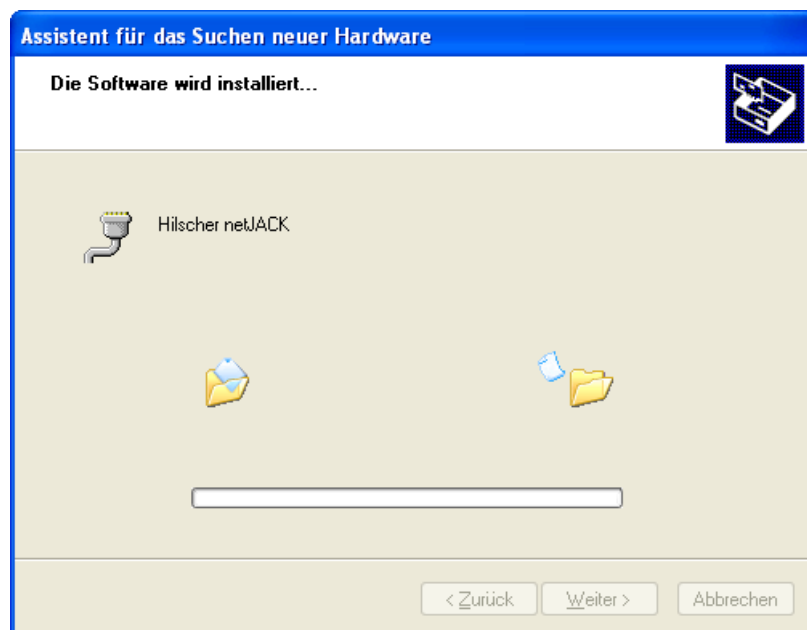 Assistent für das Suchen neuer Hardware
Die Software wird installiert...
Hilscher netJACK
< Zurück
Weiter >
Abbrechen